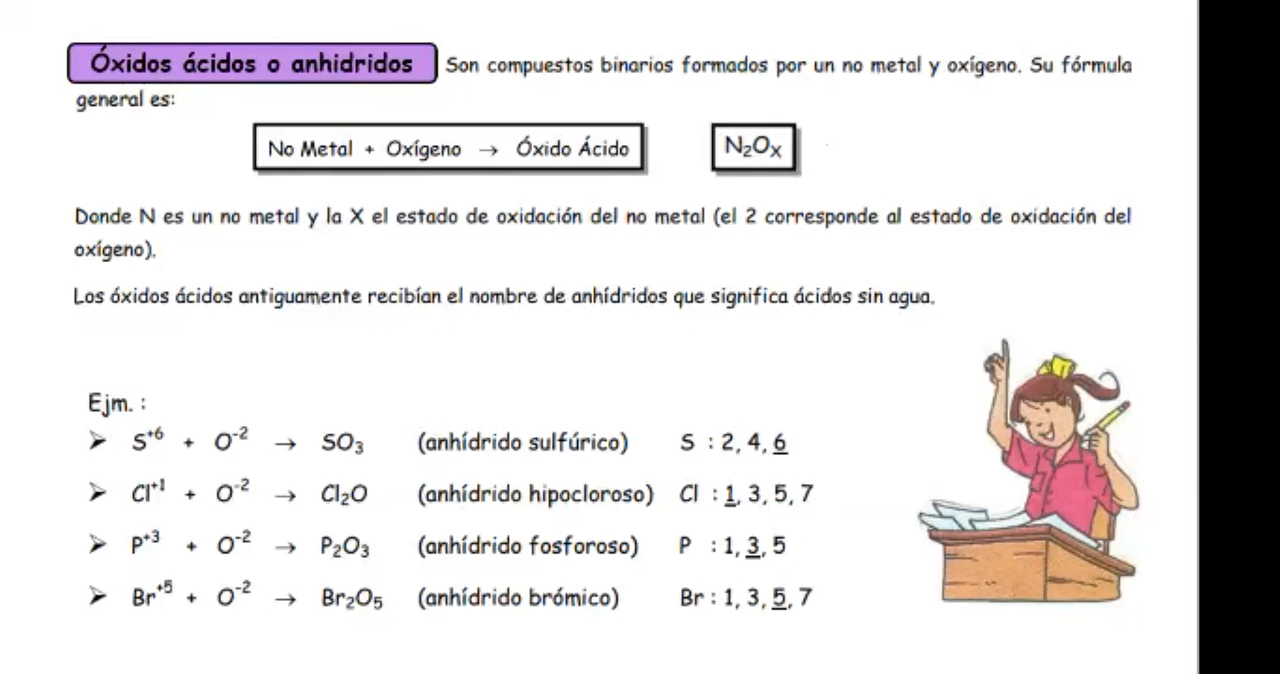 Óxidos ácidos o anhidridos Son compuestos binarios formados por un no metal y oxígeno. Su fórmula
general es:
No Metal + Oxígeno → Óxido Ácido N₂Oₓ
Donde N es un no metal y la X el estado de oxidación del no metal (el 2 corresponde al estado de oxidación del
oxígeno).
Los óxidos ácidos antiguamente recibían el nombre de anhídridos que significa ácidos sin agua.
Ejm. :
➢ S⁺⁶ + O⁻² → SO₃ (anhídrido sulfúrico) S : 2, 4, 6
➢ Cl⁺¹ + O⁻² → Cl₂O (anhídrido hipocloroso) Cl : 1, 3, 5, 7
➢ P⁺³ + O⁻² → P₂O₃ (anhídrido fosforoso) P : 1, 3, 5
➢ Br⁺⁵ + O⁻² → Br₂O₅ (anhídrido brómico) Br : 1, 3, 5, 7